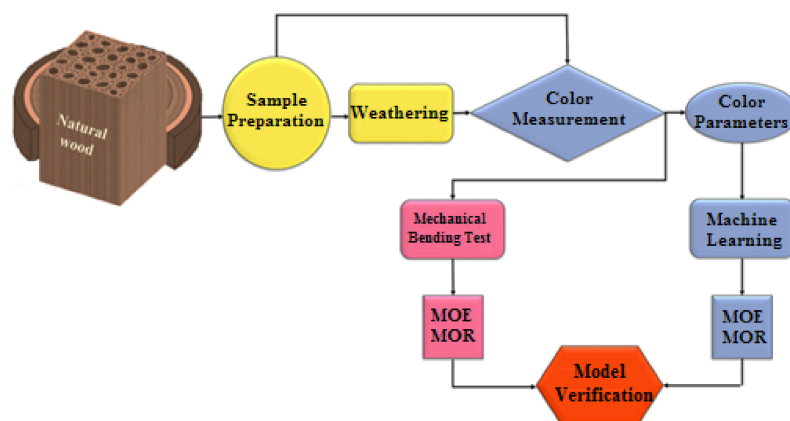 Natural
wood
Sample
Preparation
Weathering
Color
Measurement
Color
Parameters
Mechanical
Bending Test
Machine
Learning
MOE
MOR
MOE
MOR
Model
Verification